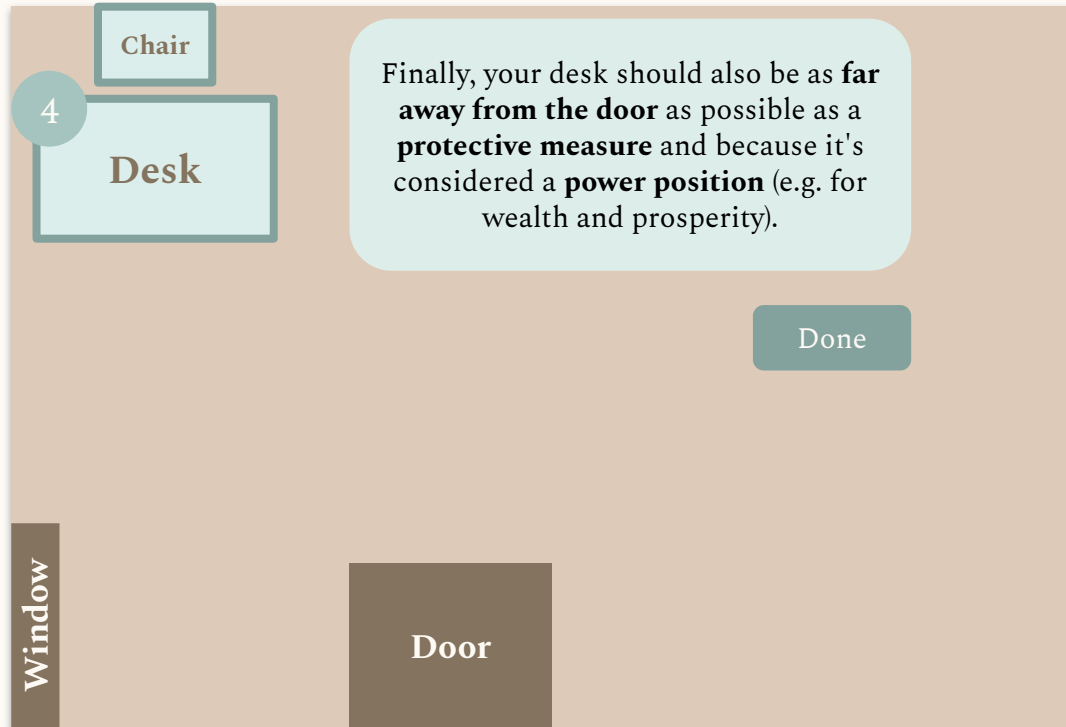 Chair
4
Desk
Finally, your desk should also be as far
away from the door as possible as a
protective measure and because it's
considered a power position (e.g. for
wealth and prosperity).
Done
Window
Door